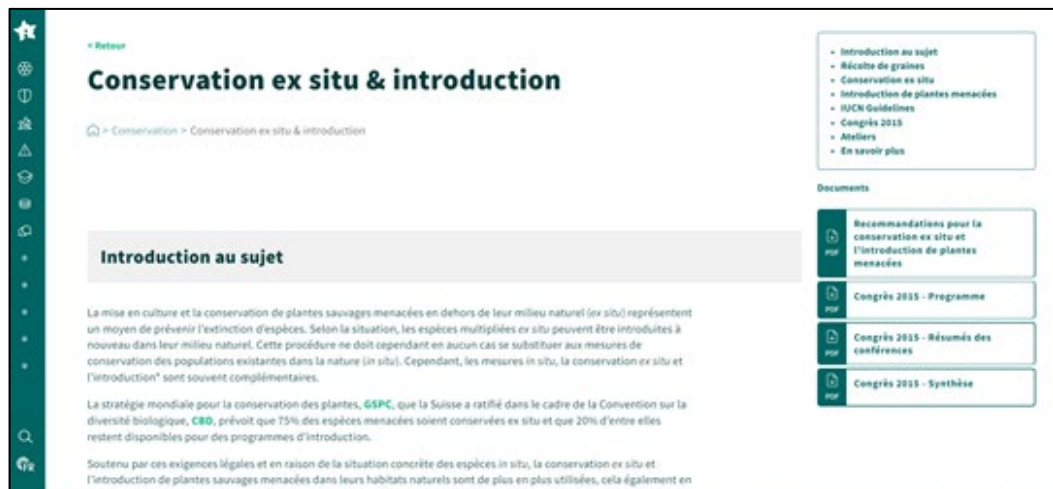 < Retour
Conservation ex situ & introduction
> Conservation > Conservation ex situ & introduction
Introduction au sujet
La mise en culture et la conservation de plantes sauvages menacées en dehors de leur milieu naturel (ex situ) représentent
un moyen de prévenir l'extinction d'espèces. Selon la situation, les espèces multipliées ex situ peuvent être introduites à
nouveau dans leur milieu naturel. Cette procédure ne doit cependant en aucun cas se substituer aux mesures de
conservation des populations existantes dans la nature (in situ). Cependant, les mesures in situ, la conservation ex situ et
l'introduction* sont souvent complémentaires.
La stratégie mondiale pour la conservation des plantes, GSPC, que la Suisse a ratifié dans le cadre de la Convention sur la
diversité biologique, CBD, prévoit que 75% des espèces menacées soient conservées ex situ et que 20% d'entre elles
restent disponibles pour des programmes d'introduction.
Soutenu par ces exigences légales et en raison de la situation concrète des espèces in situ, la conservation ex situ et
l'introduction de plantes sauvages menacées dans leurs habitats naturels sont de plus en plus utilisées, cela également en
• Introduction au sujet
• Récolte de graines
• Conservation ex situ
• Introduction de plantes menacées
• IUCN Guidelines
• Congrès 2015
• Ateliers
• En savoir plus
Documents
PDF
Recommandations pour la
conservation ex situ et
l'introduction de plantes
menacées
PDF
Congrès 2015 - Programme
PDF
Congrès 2015 - Résumés des
conférences
PDF
Congrès 2015 - Synthèse
FR